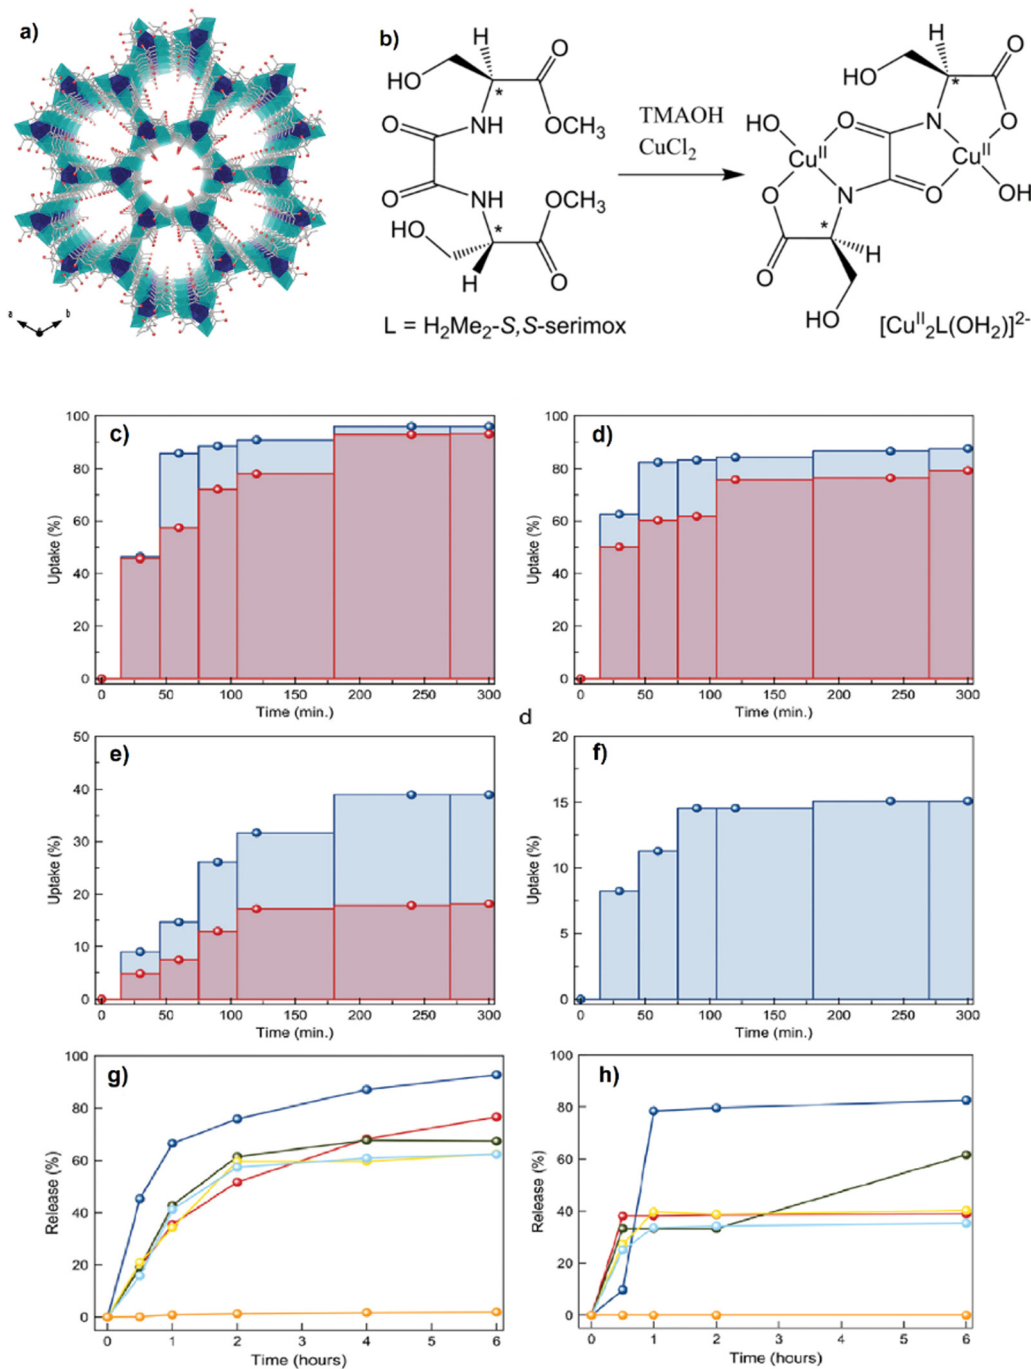 a)
a
b
b)
H
HO
O
*
OCH3
O
NH
O
NH
OCH3
HO
*
H
O
L = H2Me2-S,S-serimox
TMAOH
CuCl2
H
O
HO
*
HO
O
N
O
CuII
CuII
O
N
O
OH
*
O
H
HO
[CuII2L(OH2)]2-
c)
Uptake (%)
100
80
60
40
20
0
0 50 100 150 200 250 300
Time (min.)
d)
Uptake (%)
100
80
60
40
20
0
0 50 100 150 200 250 300
Time (min.)
d
e)
Uptake (%)
50
40
30
20
10
0
0 50 100 150 200 250 300
Time (min.)
f)
Uptake (%)
20
15
10
5
0
0 50 100 150 200 250 300
Time (min.)
g)
Release (%)
100
80
60
40
20
0
0 1 2 3 4 5 6
Time (hours)
h)
Release (%)
100
80
60
40
20
0
0 1 2 3 4 5 6
Time (hours)